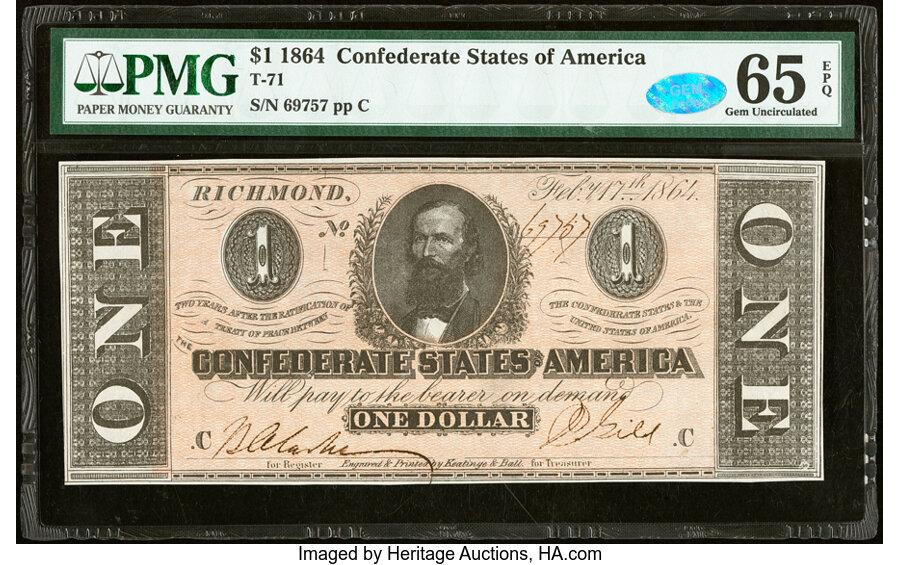 $1 1864 Confederate States of America
T-71
S/N 69757 pp C
PMG
PAPER MONEY GUARANTY
GEM
65
EPQ
Gem Uncirculated
RICHMOND,
Feby. 17th. 1864.
No
69757
1
1
ONE
ONE
TWO YEARS AFTER THE RATIFICATION OF
A TREATY OF PEACE BETWEEN
THE CONFEDERATE STATES & THE
UNITED STATES OF AMERICA.
THE
CONFEDERATE STATES OF AMERICA
Will pay to the bearer on demand
ONE DOLLAR
.C
.C
for Register
Engraved & Printed by Keatinge & Ball.
for Treasurer
Imaged by Heritage Auctions, HA.com